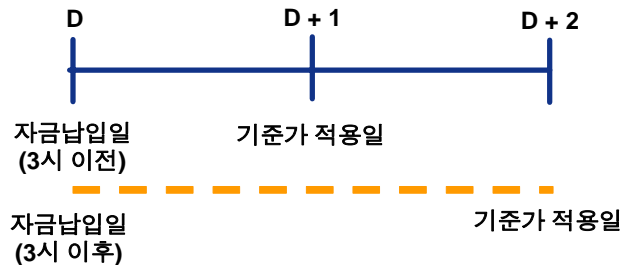 D
D + 1
D + 2
자금납입일
(3시 이전)
기준가 적용일
자금납입일
(3시 이후)
기준가 적용일